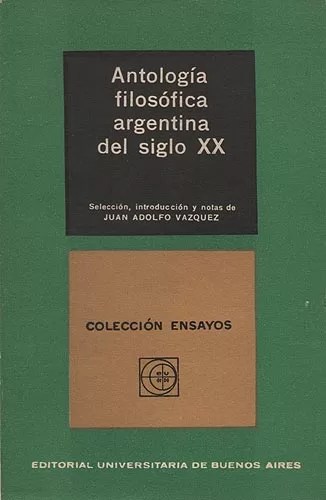 Antología
filosófica
argentina
del siglo XX
Selección, introducción y notas de
JUAN ADOLFO VAZQUEZ
COLECCIÓN ENSAYOS
EDITORIAL UNIVERSITARIA DE BUENOS AIRES